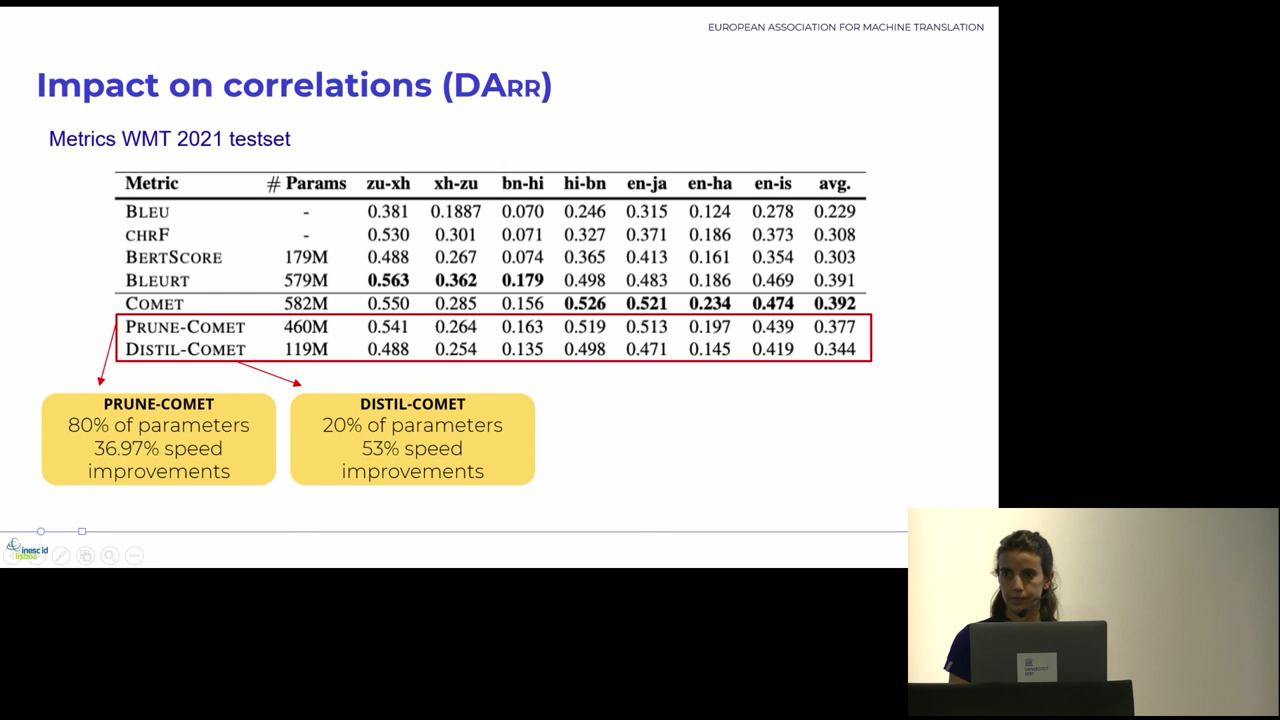 EUROPEAN ASSOCIATION FOR MACHINE TRANSLATION
Impact on correlations (DARR)
Metrics WMT 2021 testset
Metric # Params zu-xh xh-zu bn-hi hi-bn en-ja en-ha en-is avg.
BLEU - 0.381 0.1887 0.070 0.246 0.315 0.124 0.278 0.229
CHRF - 0.530 0.301 0.071 0.327 0.371 0.186 0.373 0.308
BERTSCORE 179M 0.488 0.267 0.074 0.365 0.413 0.161 0.354 0.303
BLEURT 579M 0.563 0.362 0.179 0.498 0.483 0.186 0.469 0.391
COMET 582M 0.550 0.285 0.156 0.526 0.521 0.234 0.474 0.392
PRUNE-COMET 460M 0.541 0.264 0.163 0.519 0.513 0.197 0.439 0.377
DISTIL-COMET 119M 0.488 0.254 0.135 0.498 0.471 0.145 0.419 0.344
PRUNE-COMET
80% of parameters
36.97% speed
improvements
DISTIL-COMET
20% of parameters
53% speed
improvements
inesc id
lisboa